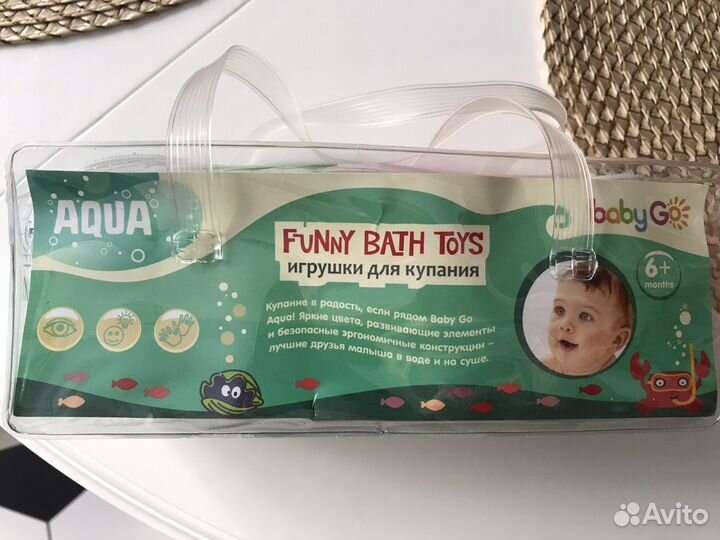 AQUA
FUNNY BATH TOYS
игрушки для купания
baby Go
6+
months
Купание в радость, если рядом Baby Go
Aqua! Яркие цвета, развивающие элементы
и безопасные эргономичные конструкции –
лучшие друзья малыша в воде и на суше.
Avito